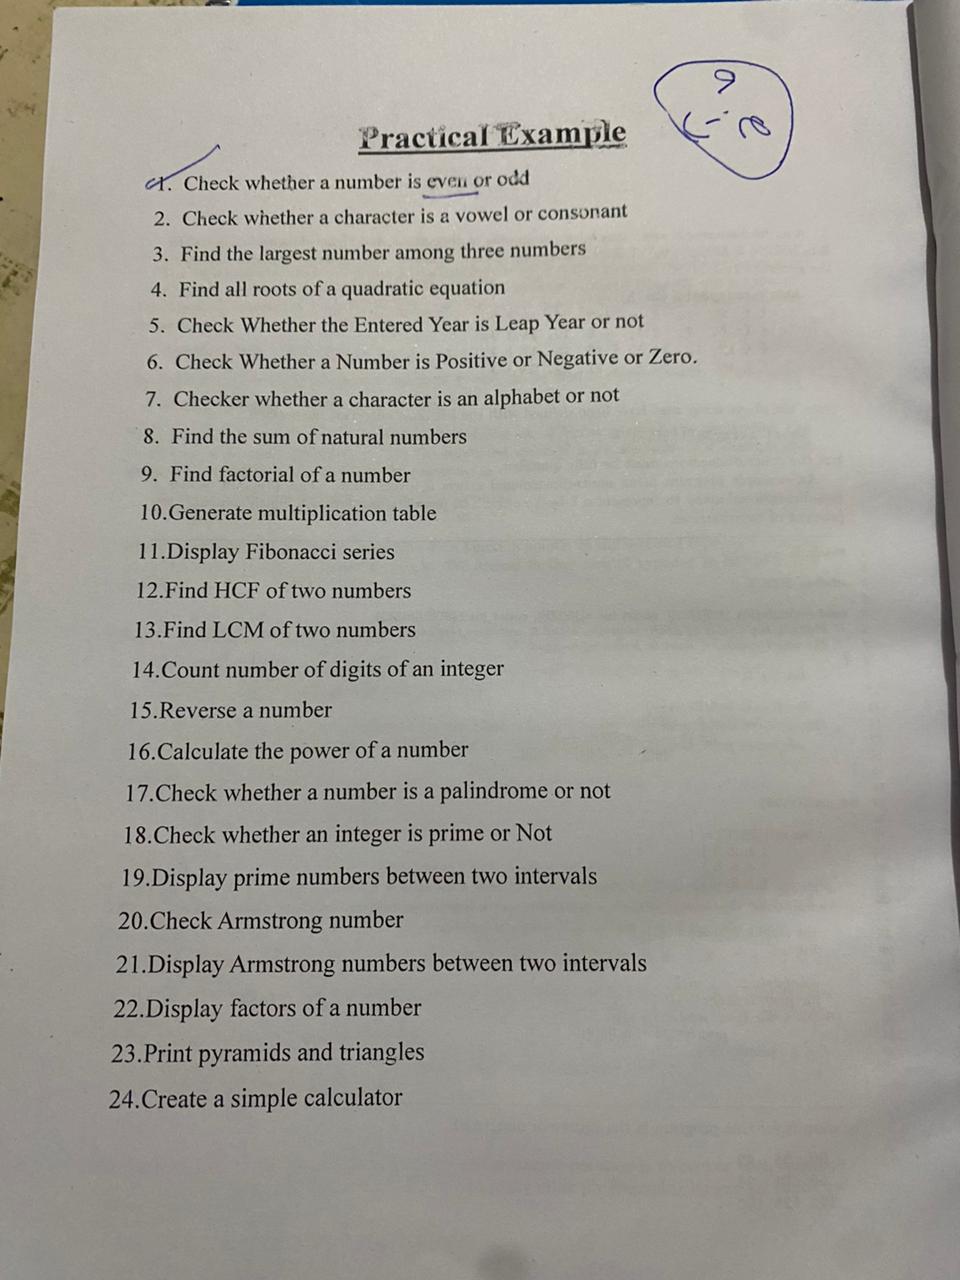 Practical Example
1. Check whether a number is even or odd
2. Check whether a character is a vowel or consonant
3. Find the largest number among three numbers
4. Find all roots of a quadratic equation
5. Check Whether the Entered Year is Leap Year or not
6. Check Whether a Number is Positive or Negative or Zero.
7. Checker whether a character is an alphabet or not
8. Find the sum of natural numbers
9. Find factorial of a number
10.Generate multiplication table
11.Display Fibonacci series
12.Find HCF of two numbers
13.Find LCM of two numbers
14.Count number of digits of an integer
15.Reverse a number
16.Calculate the power of a number
17.Check whether a number is a palindrome or not
18.Check whether an integer is prime or Not
19.Display prime numbers between two intervals
20.Check Armstrong number
21.Display Armstrong numbers between two intervals
22.Display factors of a number
23.Print pyramids and triangles
24.Create a simple calculator